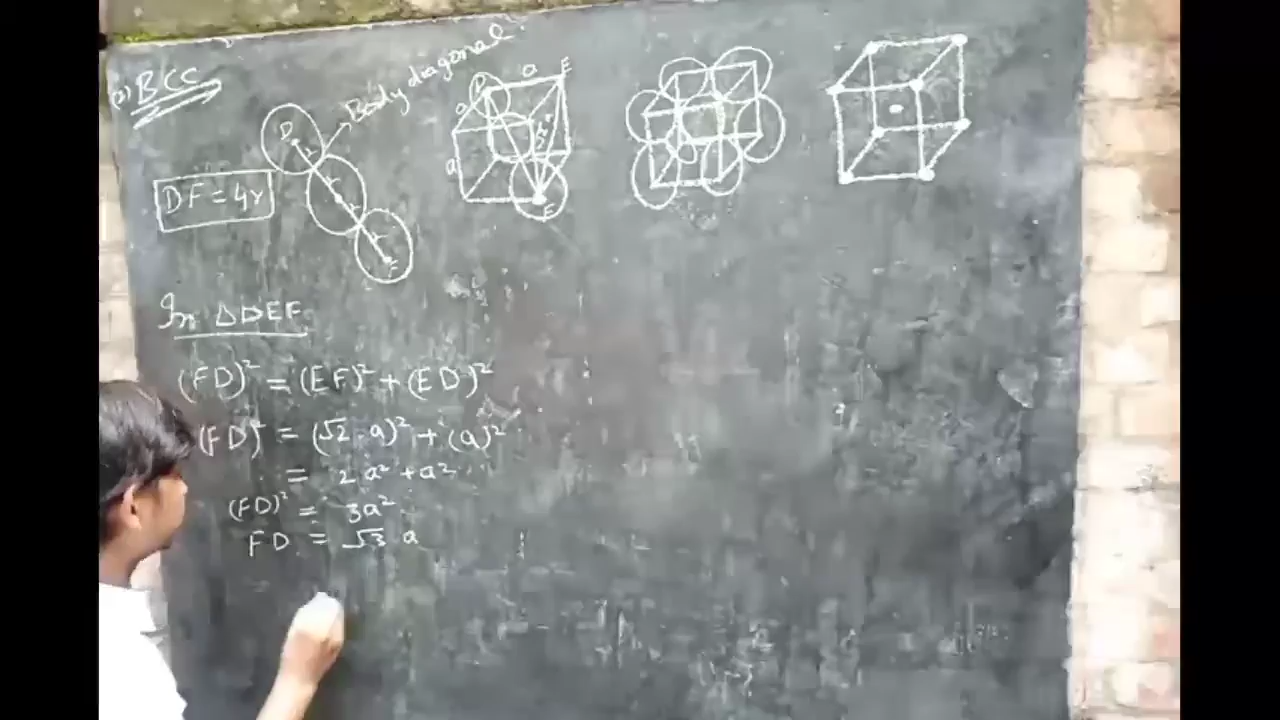 (2) BCC
Body diagonal
DF = 4r
D
F
D
a
E
a
a
F
In ΔDEF
(FD)² = (EF)² + (ED)²
(FD)² = (√2 · a)² + (a)²
= 2a² + a²
(FD)² = 3a²
FD = √3 a